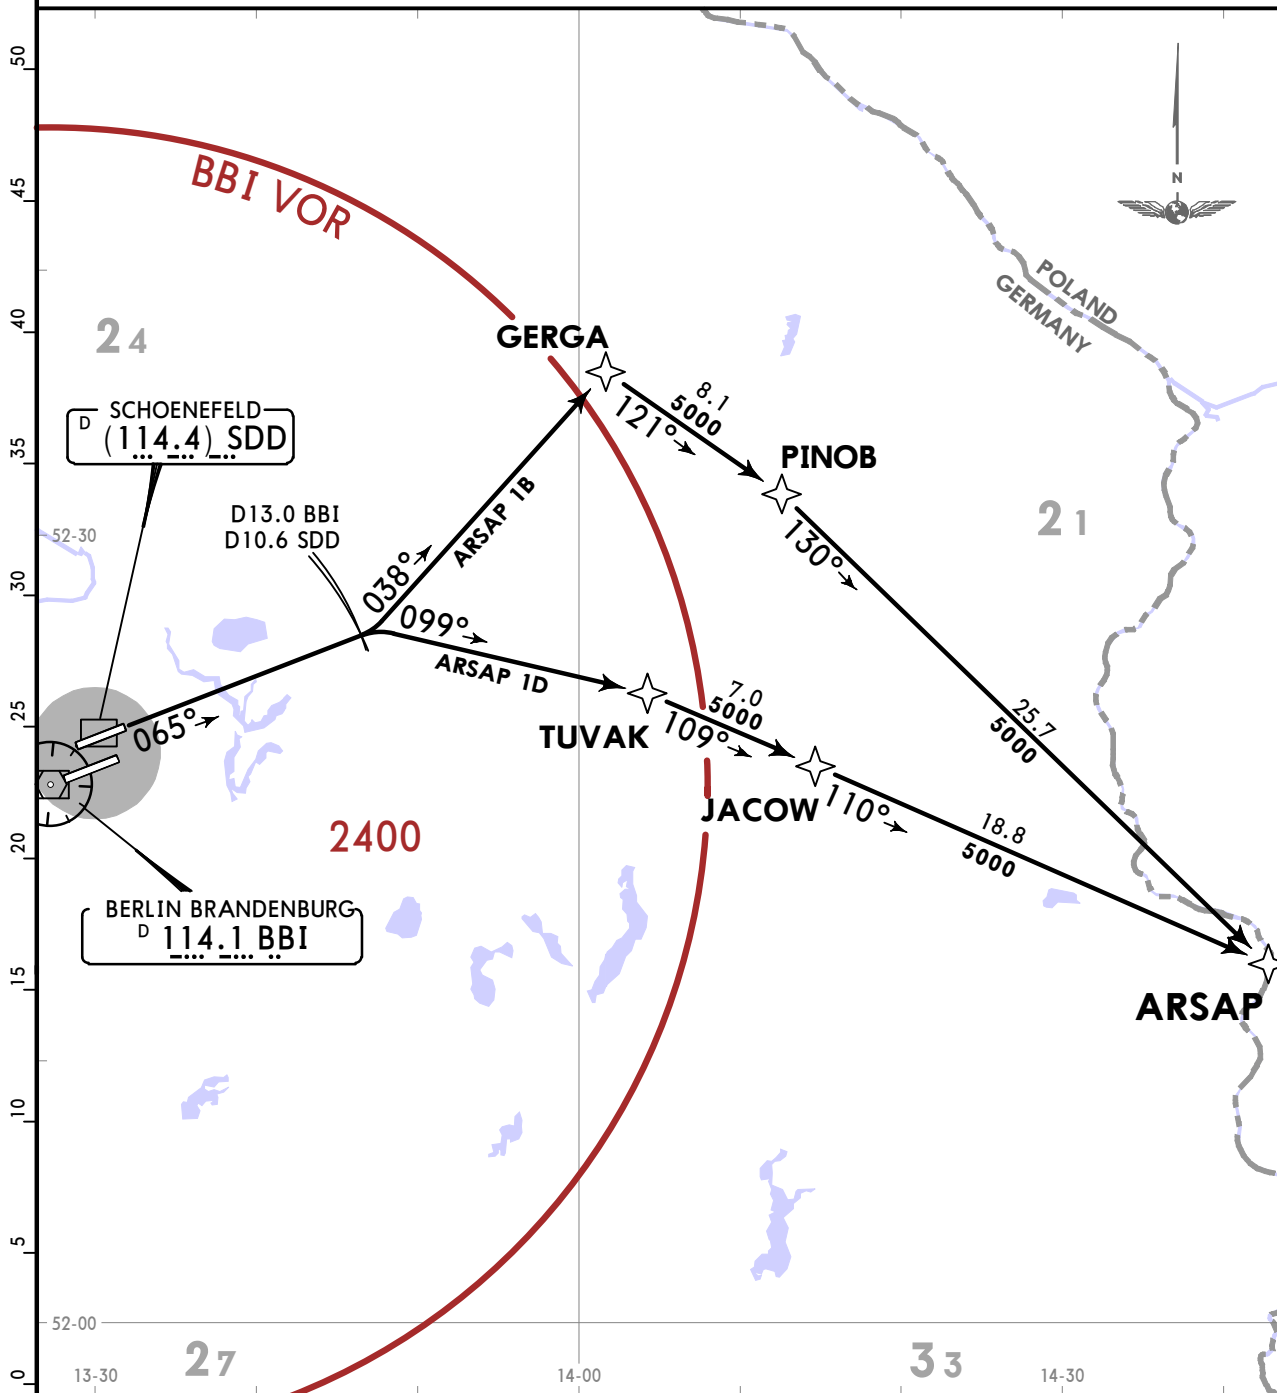 50
45
40
35
30
25
20
15
10
5
0
BBI VOR
N
POLAND
GERMANY
24
GERGA
8.1
5000
121°
SCHOENEFELD
D (114.4) SDD
PINOB
D13.0 BBI
D10.6 SDD
52-30
21
ARSAP 1B
038°
130°
099°
ARSAP 1D
065°
7.0
5000
TUVAK
109°
25.7
5000
JACOW
110°
18.8
5000
2400
BERLIN BRANDENBURG
D 114.1 BBI
ARSAP
52-00
27
33
13-30
14-00
14-30